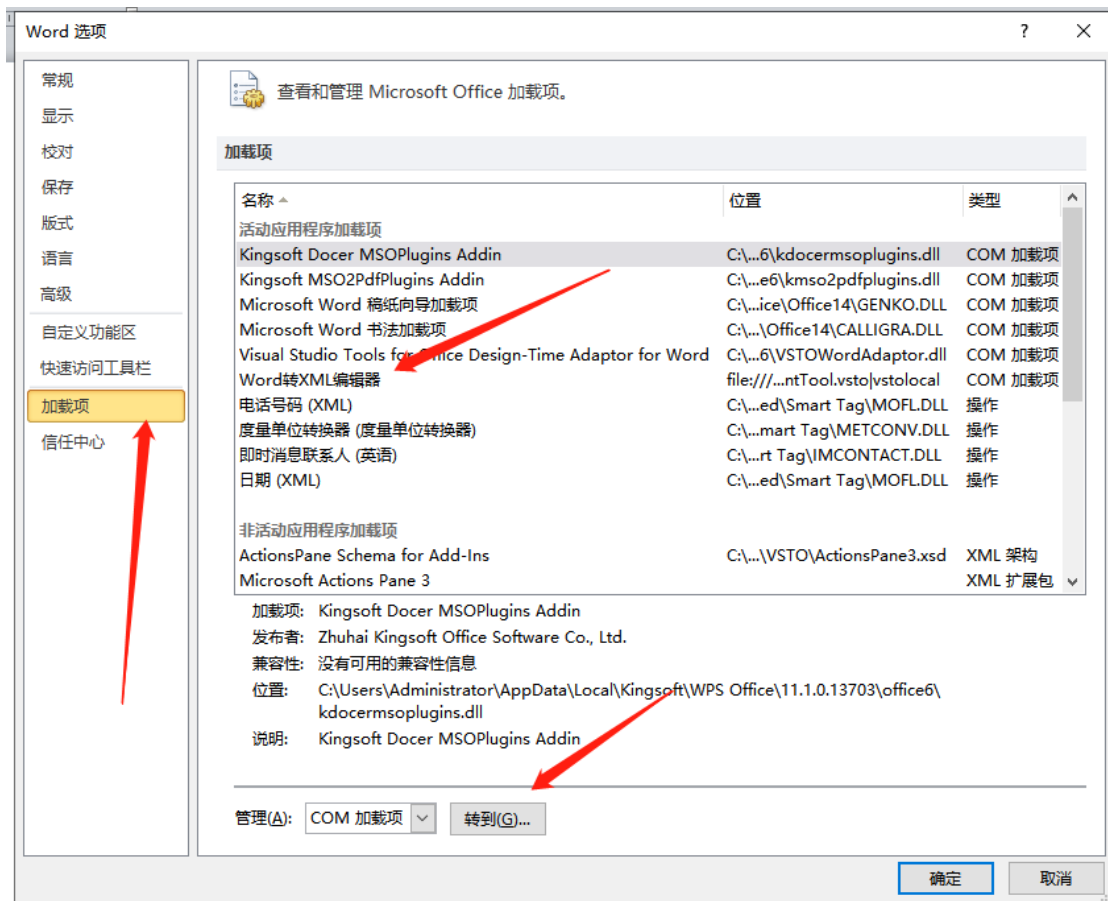 Word 选项
?
常规
显示
校对
保存
版式
语言
高级
自定义功能区
快速访问工具栏
加载项
信任中心
查看和管理 Microsoft Office 加载项。
加载项
名称 位置 类型
活动应用程序加载项
Kingsoft Docer MSOPlugins Addin C:\...6\kdocermsoplugins.dll COM 加载项
Kingsoft MSO2PdfPlugins Addin C:\...e6\kmso2pdfplugins.dll COM 加载项
Microsoft Word 稿纸向导加载项 C:\...ice\Office14\GENKO.DLL COM 加载项
Microsoft Word 书法加载项 C:\...\Office14\CALLIGRA.DLL COM 加载项
Visual Studio Tools for Office Design-Time Adaptor for Word C:\...6\VSTOWordAdaptor.dll COM 加载项
Word转XML编辑器 file:///...ntTool.vsto|vstolocal COM 加载项
电话号码 (XML) C:\...ed\Smart Tag\MOFL.DLL 操作
度量单位转换器 (度量单位转换器) C:\...mart Tag\METCONV.DLL 操作
即时消息联系人 (英语) C:\...rt Tag\IMCONTACT.DLL 操作
日期 (XML) C:\...ed\Smart Tag\MOFL.DLL 操作
非活动应用程序加载项
ActionsPane Schema for Add-Ins C:\...\VSTO\ActionsPane3.xsd XML 架构
Microsoft Actions Pane 3 XML 扩展包
加载项: Kingsoft Docer MSOPlugins Addin
发布者: Zhuhai Kingsoft Office Software Co., Ltd.
兼容性: 没有可用的兼容性信息
位置: C:\Users\Administrator\AppData\Local\Kingsoft\WPS Office\11.1.0.13703\office6\
kdocermsoplugins.dll
说明: Kingsoft Docer MSOPlugins Addin
管理(A): COM 加载项 转到(G)...
确定 取消